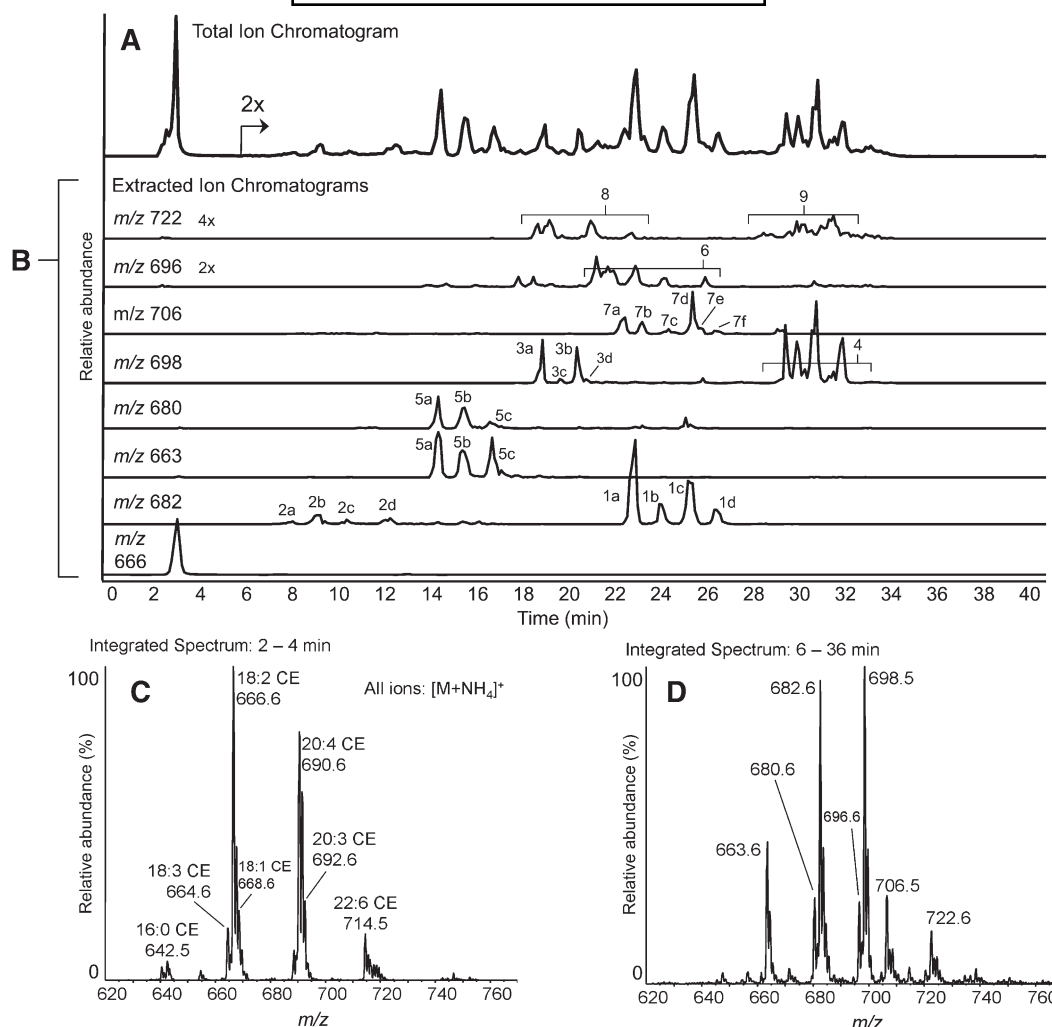 A
Total Ion Chromatogram
2x
B
Relative abundance
Extracted Ion Chromatograms
m/z 722 4x
8
9
m/z 696 2x
6
m/z 706
7a 7b 7c 7d 7e 7f
m/z 698
3a 3c 3b 3d
4
m/z 680
5a 5b 5c
m/z 663
5a 5b 5c
m/z 682
2a 2b 2c 2d
1a 1b 1c 1d
m/z
666
0 2 4 6 8 10 12 14 16 18 20 22 24 26 28 30 32 34 36 38 40
Time (min)
Integrated Spectrum: 2 – 4 min
C
All ions: [M+NH4]+
100
Relative abundance (%)
0
18:2 CE
666.6
20:4 CE
690.6
20:3 CE
692.6
18:3 CE
664.6
18:1 CE
668.6
16:0 CE
642.5
22:6 CE
714.5
620 640 660 680 700 720 740 760
m/z
Integrated Spectrum: 6 – 36 min
D
100
Relative abundance (%)
0
682.6
698.5
680.6
696.6
663.6
706.5
722.6
620 640 660 680 700 720 740 760
m/z